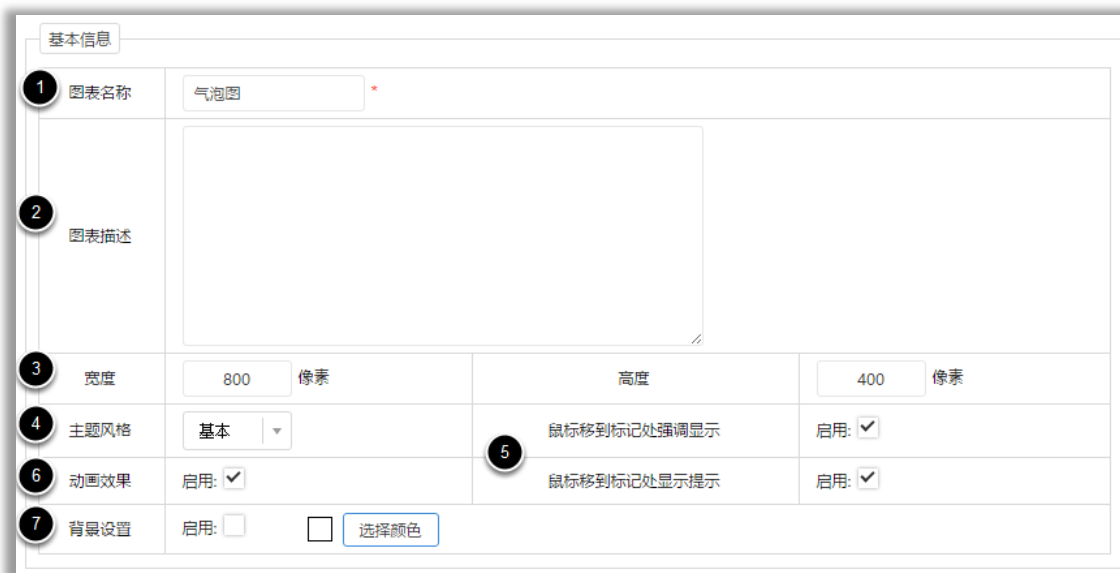 基本信息
1 图表名称 气泡图 *
2 图表描述
3 宽度 800 像素 高度 400 像素
4 主题风格 基本 鼠标移到标记处强调显示 启用:
5
6 动画效果 启用: 鼠标移到标记处显示提示 启用:
7 背景设置 启用: 选择颜色